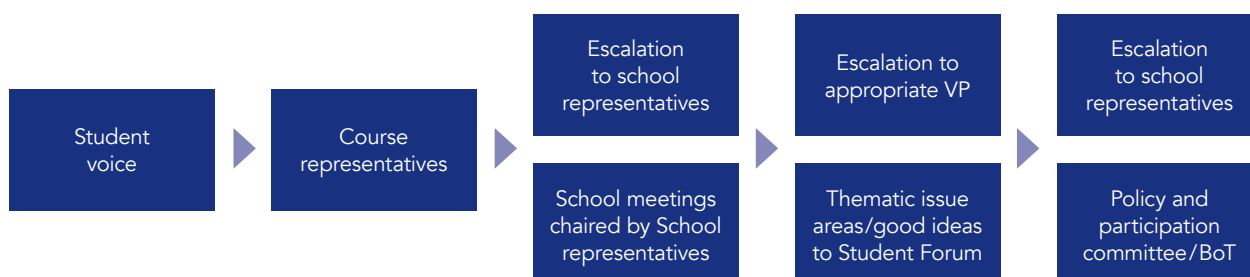 Student
voice
Course
representatives
Escalation
to school
representatives
School meetings
chaired by School
representatives
Escalation to
appropriate VP
Thematic issue
areas/good ideas
to Student Forum
Escalation
to school
representatives
Policy and
participation
committee/BoT